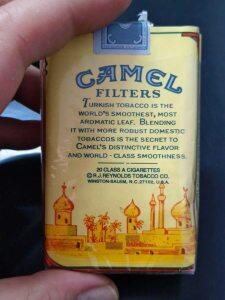 CAMEL
FILTERS
TURKISH TOBACCO IS THE
WORLD'S SMOOTHEST, MOST
AROMATIC LEAF. BLENDING
IT WITH MORE ROBUST DOMESTIC
TOBACCOS IS THE SECRET TO
CAMEL'S DISTINCTIVE FLAVOR
AND WORLD-CLASS SMOOTHNESS.
20 CLASS A CIGARETTES
© R.J. REYNOLDS TOBACCO CO.
WINSTON-SALEM, N.C. 27102, U.S.A.